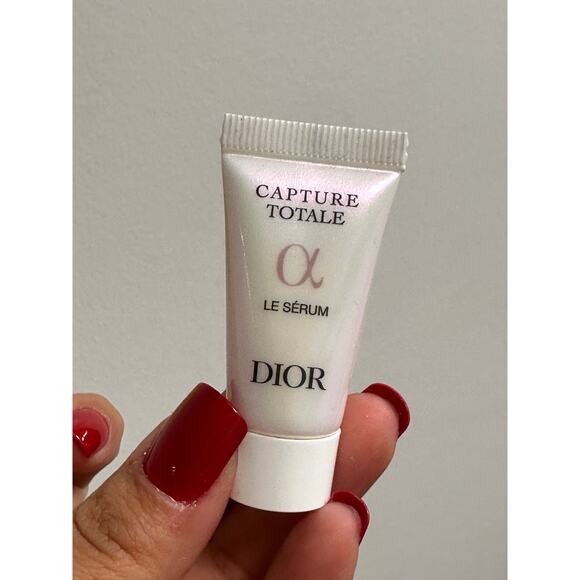 CAPTURE
TOTALE
α
LE SÉRUM
DIOR